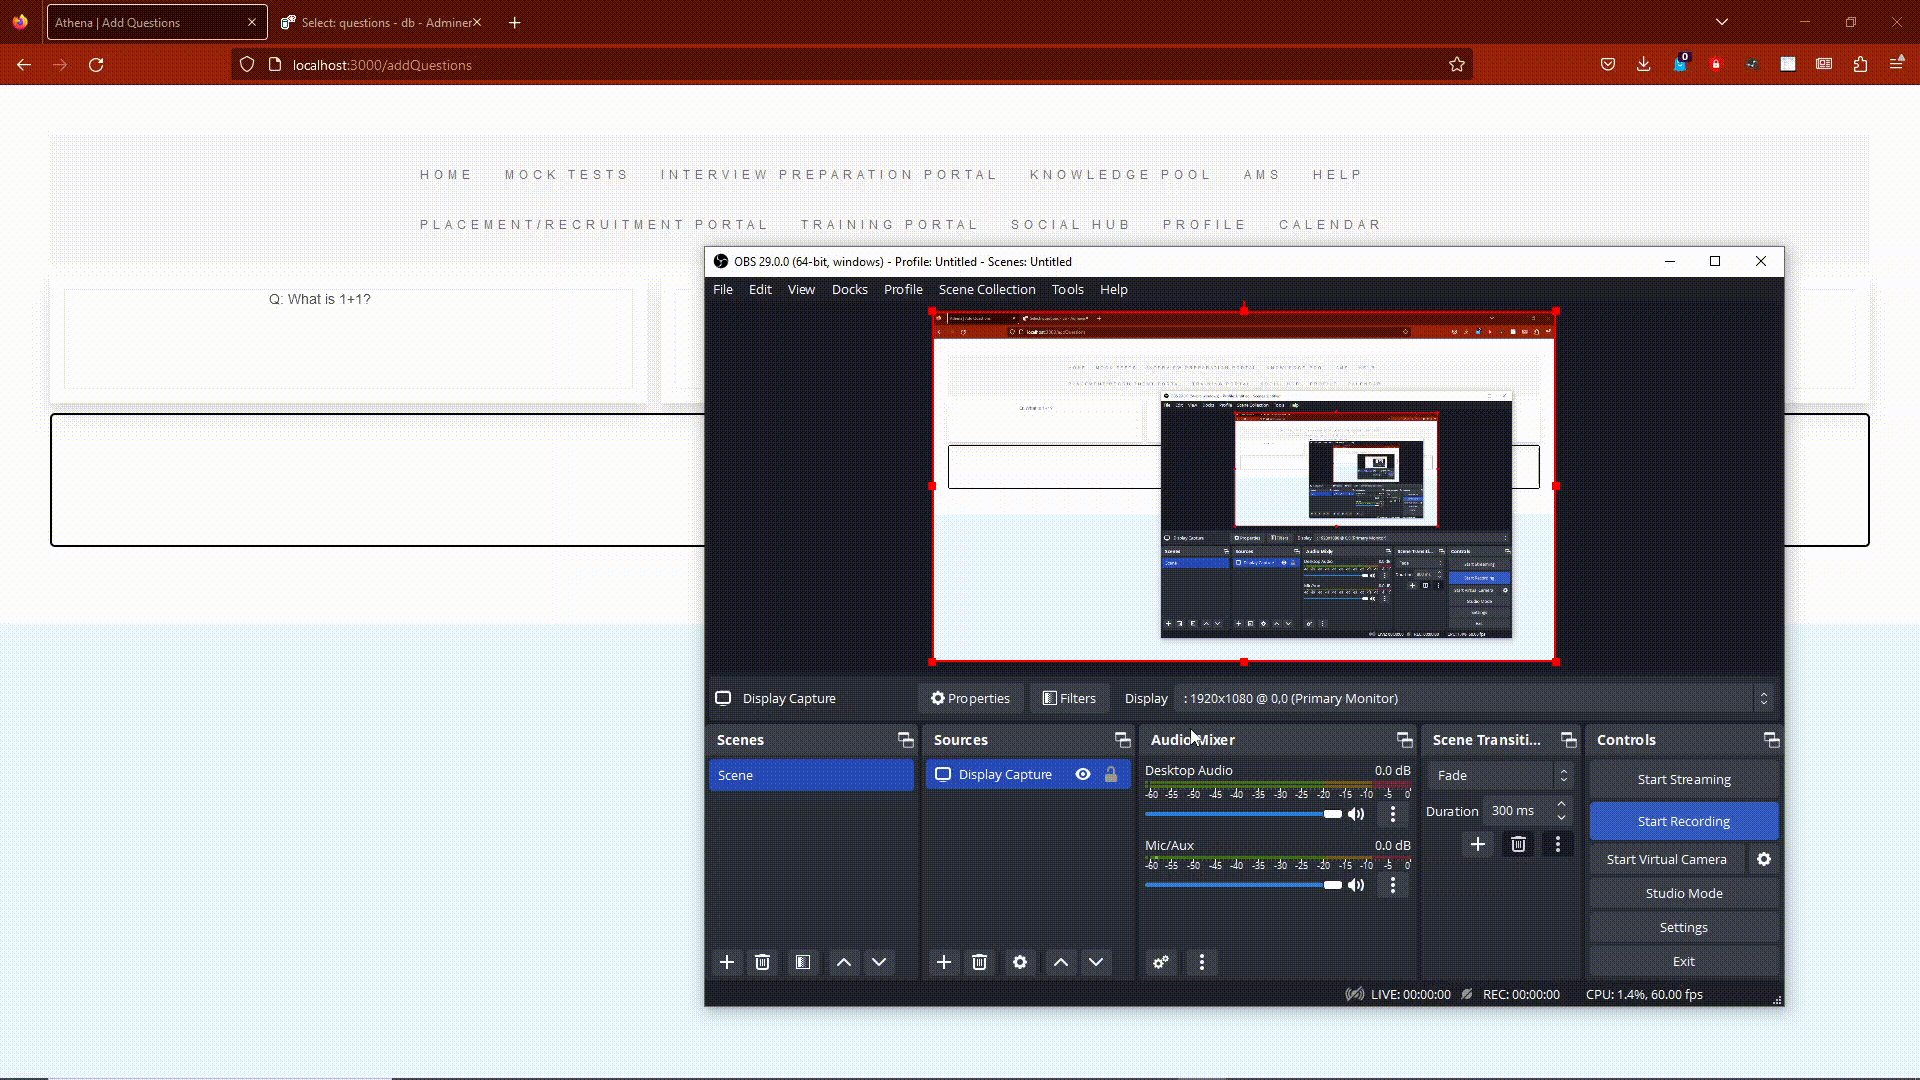 Athena | Add Questions
Select: questions - db - Adminer
localhost:3000/addQuestions
0
HOME MOCK TESTS INTERVIEW PREPARATION PORTAL KNOWLEDGE POOL AMS HELP
PLACEMENT/RECRUITMENT PORTAL TRAINING PORTAL SOCIAL HUB PROFILE CALENDAR
Q: What is 1+1?
OBS 29.0.0 (64-bit, windows) - Profile: Untitled - Scenes: Untitled
File Edit View Docks Profile Scene Collection Tools Help
Display Capture Properties Filters Display : 1920x1080 @ 0,0 (Primary Monitor)
Scenes Sources Audio Mixer Scene Transiti... Controls
Scene
Display Capture
Desktop Audio 0.0 dB
-60 -55 -50 -45 -40 -35 -30 -25 -20 -15 -10 -5 0
Mic/Aux 0.0 dB
-60 -55 -50 -45 -40 -35 -30 -25 -20 -15 -10 -5 0
Fade
Duration 300 ms
Start Streaming
Start Recording
Start Virtual Camera
Studio Mode
Settings
Exit
LIVE: 00:00:00 REC: 00:00:00 CPU: 1.4%, 60.00 fps